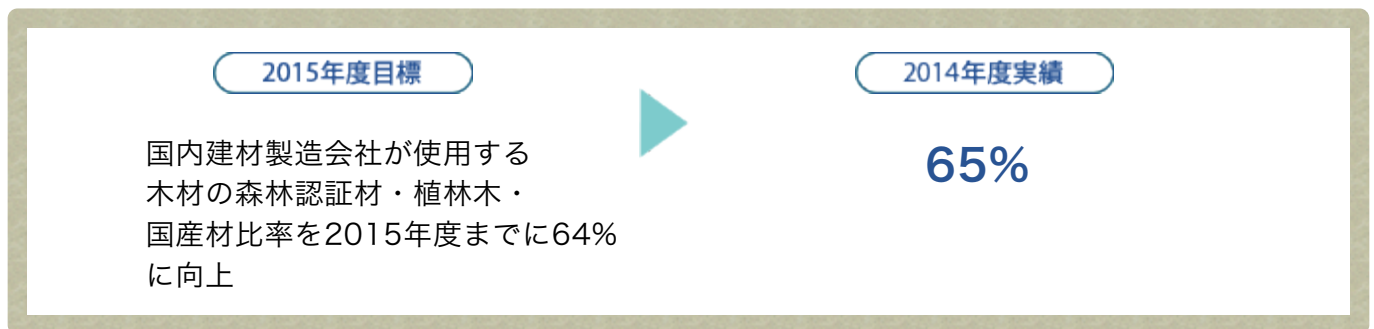 2015年度目標
国内建材製造会社が使用する
木材の森林認証材・植林木・
国産材比率を2015年度までに64%
に向上
2014年度実績
65%